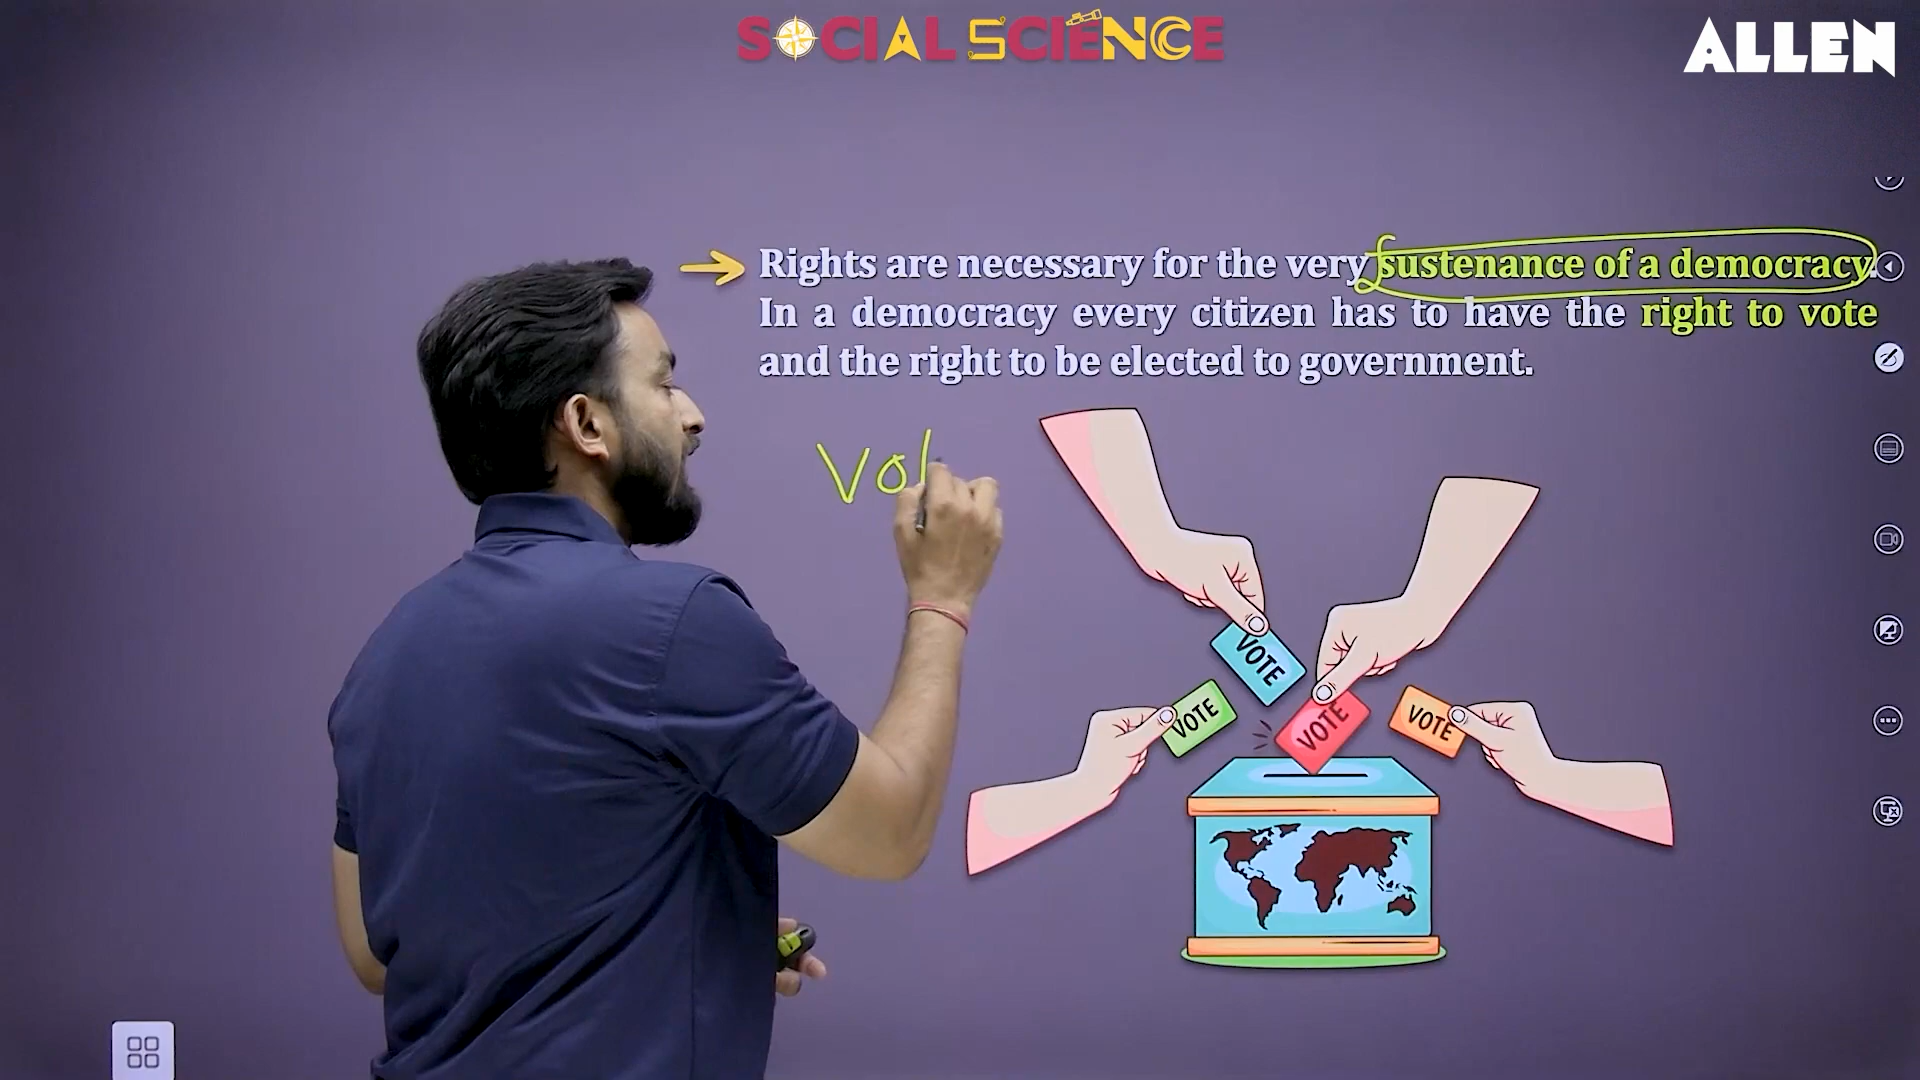 SOCIAL SCIENCE
ALLEN
Rights are necessary for the very sustenance of a democracy.
In a democracy every citizen has to have the right to vote
and the right to be elected to government.
VOTE
VOTE
VOTE
VOTE